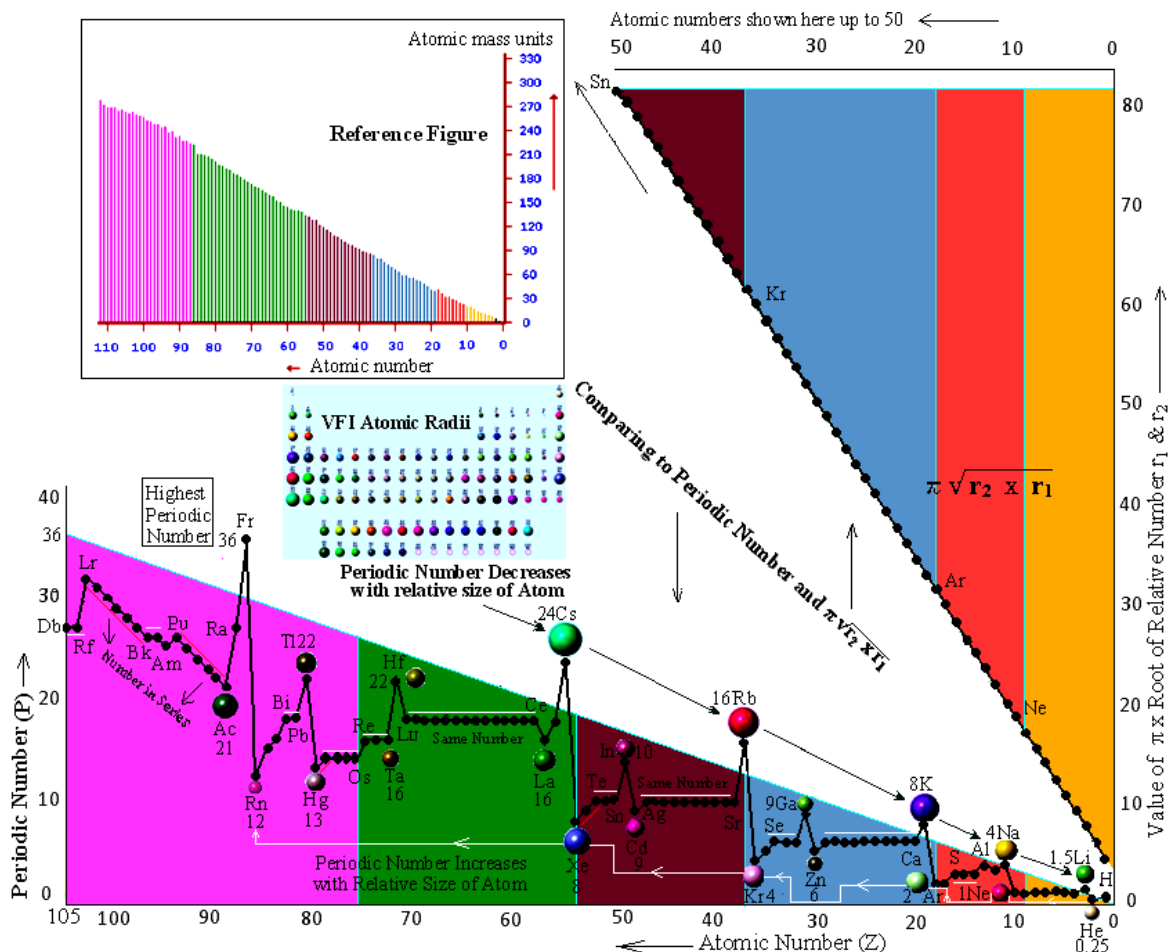 Atomic numbers shown here up to 50
50 40 30 20 10 0
Atomic mass units
330
300
270
240
210
180
150
120
90
60
30
0
Reference Figure
110 100 90 80 70 60 50 40 30 20 10 0
Atomic number
Sn
Kr
Ar
Ne
H
π √r₂ x r₁
80
70
60
50
40
30
20
10
0
Value of π x Root of Relative Number r₁ & r₂
Comparing to Periodic Number and π √r₂ x r₁
VFI Atomic Radii
Periodic Number Decreases
with relative size of Atom
Highest
Periodic
Number
40
36
30
20
10
0
Periodic Number (P)
Fr
36
Lr
Db
Rf
Ra
Pu
Bk
Am
Number in Series
Ac
21
Tl22
Bi
Pb
Rn
12
Hg
13
Os
Re
Hf
22
Lu
Ta
16
Same Number
Ce
La
16
24Cs
Xe
8
Te
In
10
Sn
Ag
Cd
9
Same Number
Sr
16Rb
Kr4
Se
9Ga
Zn
6
8K
Ca
2
Ar
S
Al
4Na
1Ne
1.5Li
He
0.25
Periodic Number Increases
with Relative Size of Atom
105 100 90 80 70 60 50 40 30 20 10 0
Atomic Number (Z)